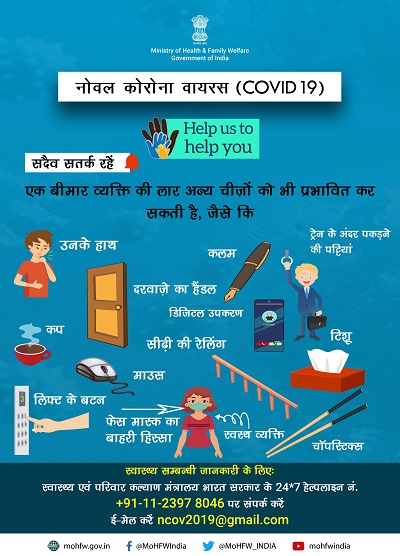 Ministry of Health & Family Welfare
Government of India
नोवल कोरोना वायरस (COVID 19)
Help us to
help you
सदैव सतर्क रहें
एक बीमार व्यक्ति की लार अन्य चीज़ों को भी प्रभावित कर
सकती है, जैसे कि
उनके हाथ
कलम
ट्रेन के अंदर पकड़ने
की पट्टियां
दरवाज़े का हैंडल
डिजिटल उपकरण
कप
सीढ़ी की रेलिंग
टिशू
माउस
लिफ्ट के बटन
फेस मास्क का
बाहरी हिस्सा
स्वस्थ व्यक्ति
चॉपस्टिक्स
स्वास्थ्य सम्बन्धी जानकारी के लिए:
स्वास्थ्य एवं परिवार कल्याण मंत्रालय भारत सरकार के 24*7 हेल्पलाइन नं.
+91-11-2397 8046 पर संपर्क करें
ई-मेल करें ncov2019@gmail.com
mohfw.gov.in
@MoHFWIndia
@MoHFW_INDIA
mohfwindia